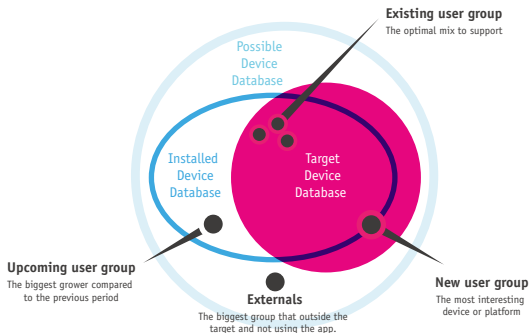 Existing user group
The optimal mix to support
Possible
Device
Database
Installed
Device
Database
Target
Device
Database
Upcoming user group
The biggest grower compared
to the previous period
Externals
The biggest group that outside the
target and not using the app.
New user group
The most interesting
device or platform